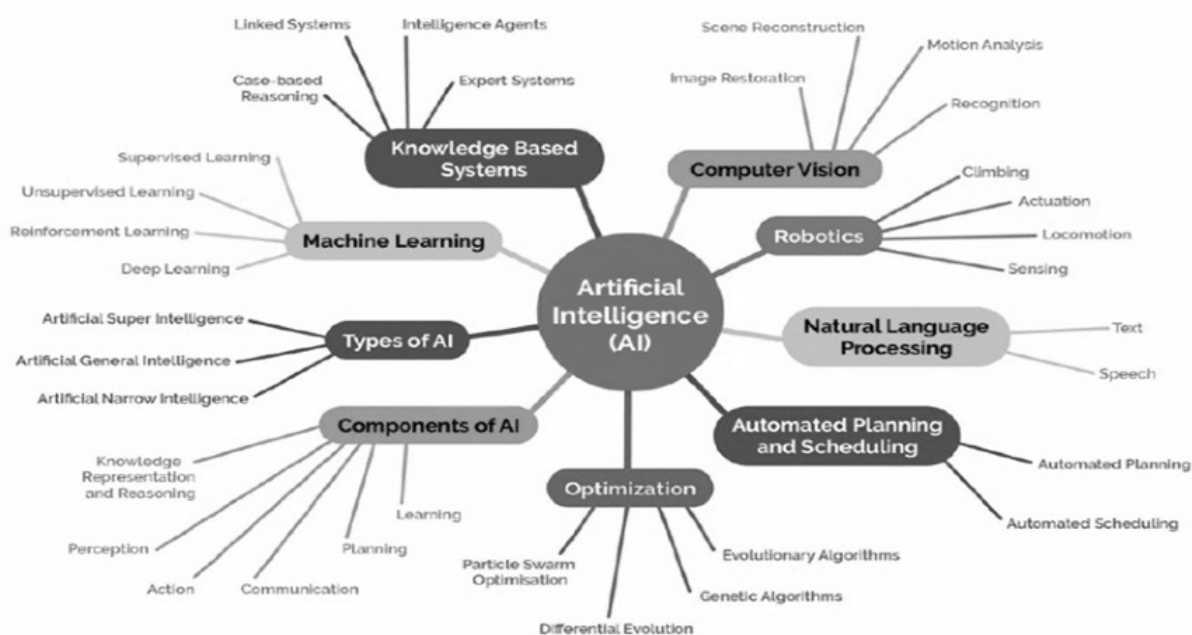 Linked Systems
Intelligence Agents
Case-based
Reasoning
Expert Systems
Knowledge Based
Systems
Scene Reconstruction
Motion Analysis
Image Restoration
Recognition
Computer Vision
Supervised Learning
Unsupervised Learning
Reinforcement Learning
Deep Learning
Machine Learning
Climbing
Actuation
Locomotion
Sensing
Robotics
Artificial
Intelligence
(AI)
Artificial Super Intelligence
Artificial General Intelligence
Artificial Narrow Intelligence
Types of AI
Natural Language
Processing
Text
Speech
Components of AI
Knowledge
Representation
and Reasoning
Perception
Action
Communication
Planning
Learning
Optimization
Particle Swarm
Optimisation
Differential Evolution
Genetic Algorithms
Evolutionary Algorithms
Automated Planning
and Scheduling
Automated Planning
Automated Scheduling